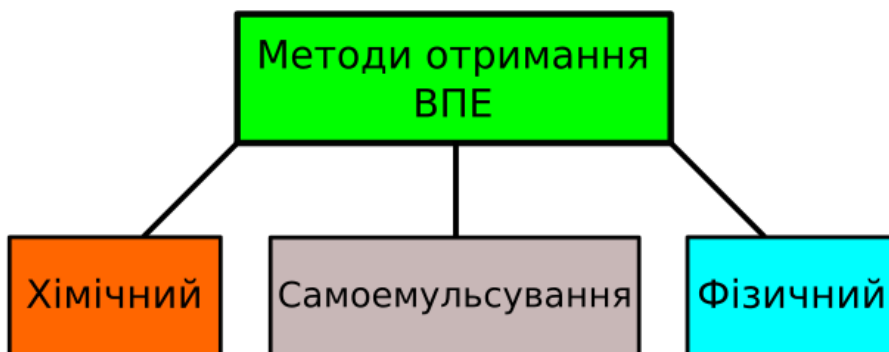 Методи отримання
ВПЕ
Хімічний
Самоемульсування
Фізичний